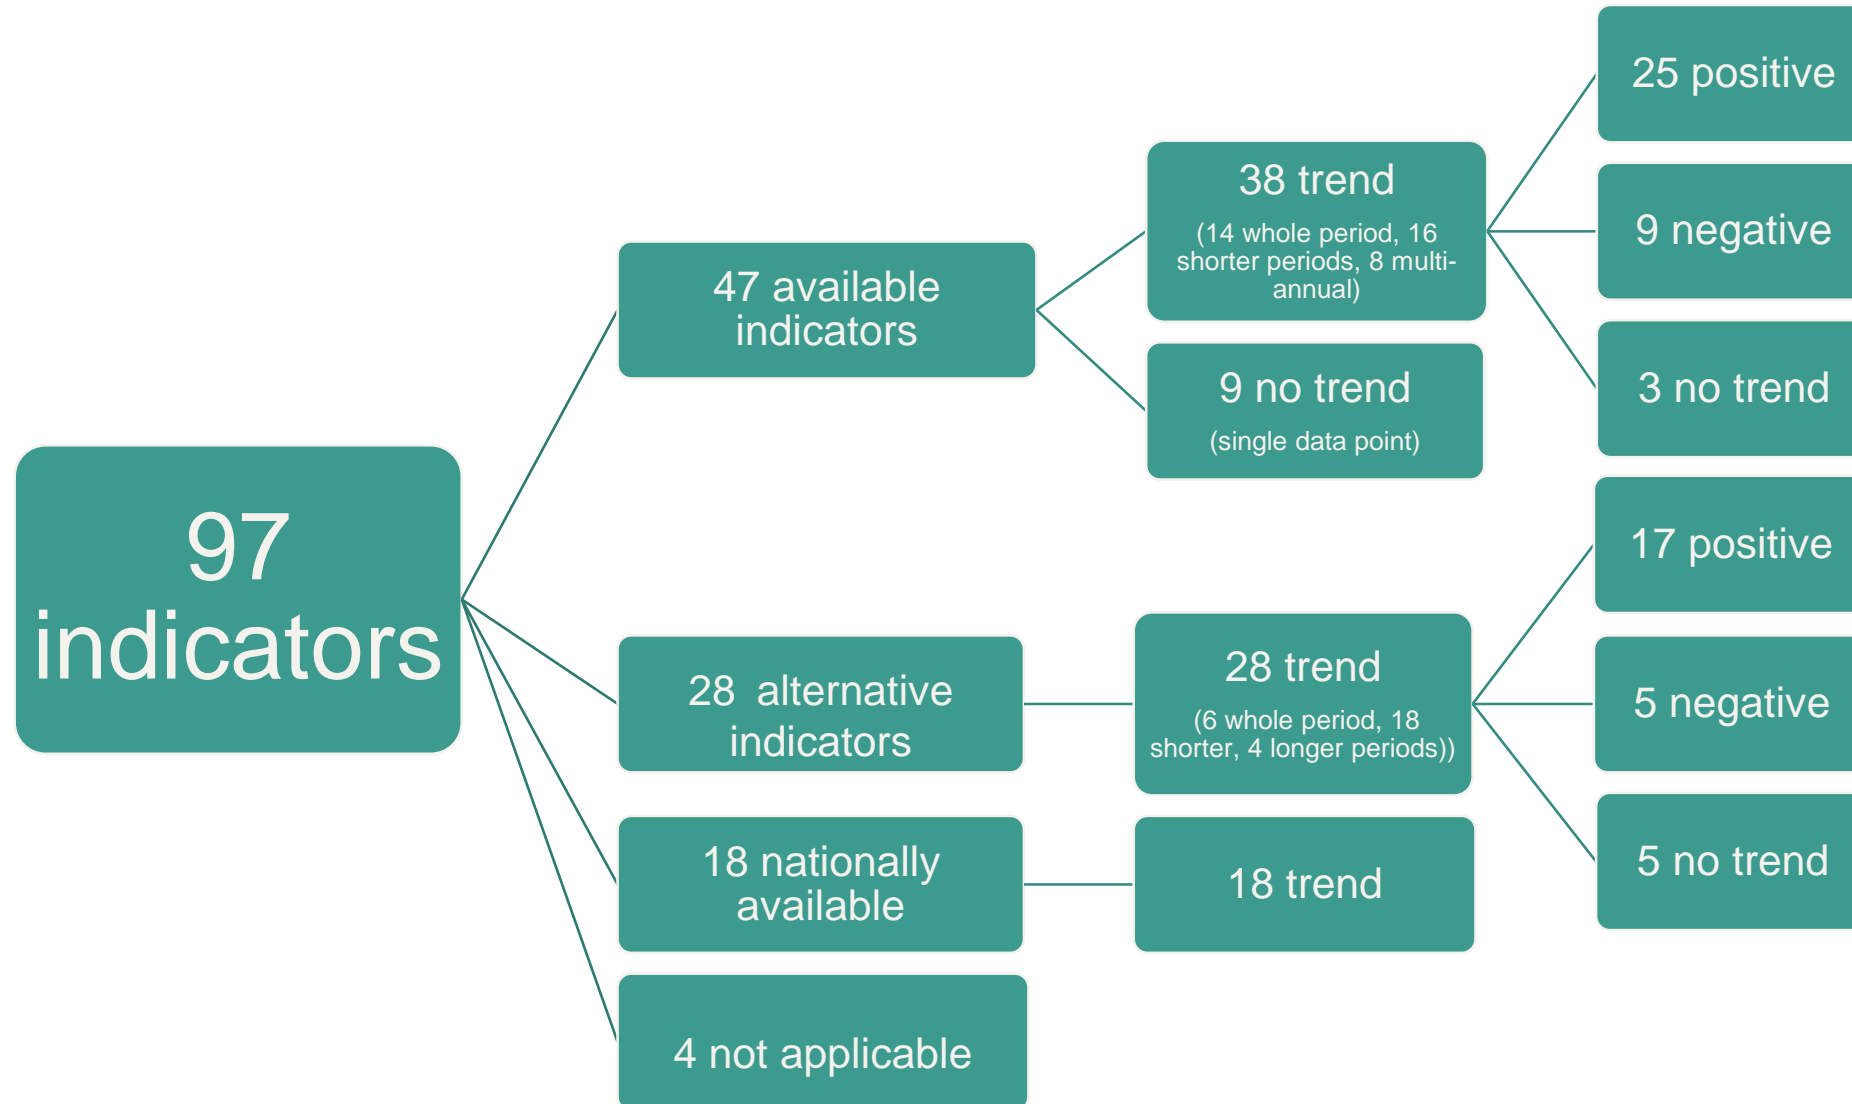 97
indicators
47 available
indicators
28  alternative
indicators
18 nationally
available
4 not applicable
38 trend
(14 whole period, 16
shorter periods, 8 multi-
annual)
9 no trend
(single data point)
28 trend
(6 whole period, 18
shorter, 4 longer periods))
18 trend
25 positive
9 negative
3 no trend
17 positive
5 negative
5 no trend